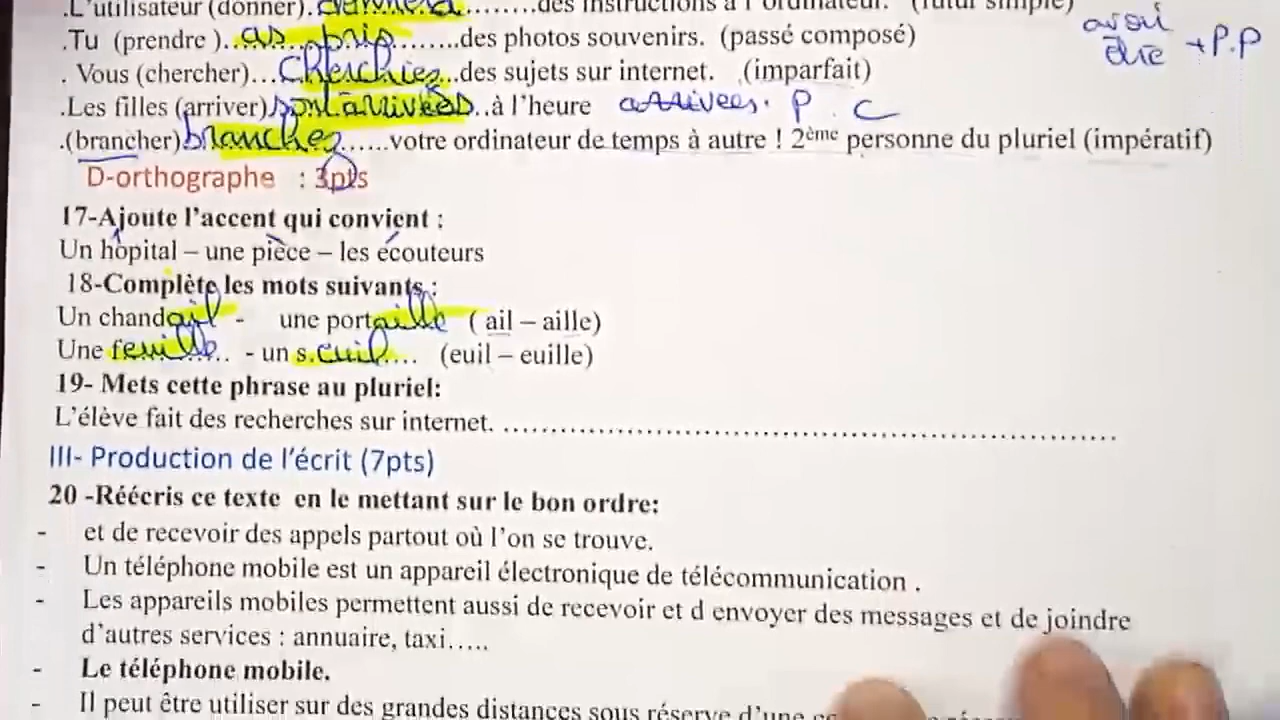 .L'utilisateur (donner). donnera ........des instructions à l'ordinateur. (futur simple)
avoir
être + P.P
.Tu (prendre )..as pris........des photos souvenirs. (passé composé)
. Vous (chercher)...Cherchiez...des sujets sur internet. (imparfait)
.Les filles (arriver) sont arrivées..à l'heure arrivées. P. C
.(brancher) branchez......votre ordinateur de temps à autre ! 2ème personne du pluriel (impératif)
D-orthographe : 3pts
17-Ajoute l'accent qui convient :
Un hôpital – une pièce – les écouteurs
18-Complète les mots suivants :
Un chandail - une portaille ( ail – aille)
Une feuille.. - un s.euil.... (euil – euille)
19- Mets cette phrase au pluriel:
L'élève fait des recherches sur internet. ..............................................................................
III- Production de l'écrit (7pts)
20 -Réécris ce texte en le mettant sur le bon ordre:
- et de recevoir des appels partout où l'on se trouve.
- Un téléphone mobile est un appareil électronique de télécommunication .
- Les appareils mobiles permettent aussi de recevoir et d envoyer des messages et de joindre
d'autres services : annuaire, taxi…..
- Le téléphone mobile.
- Il peut être utiliser sur des grandes distances sous réserve d'une